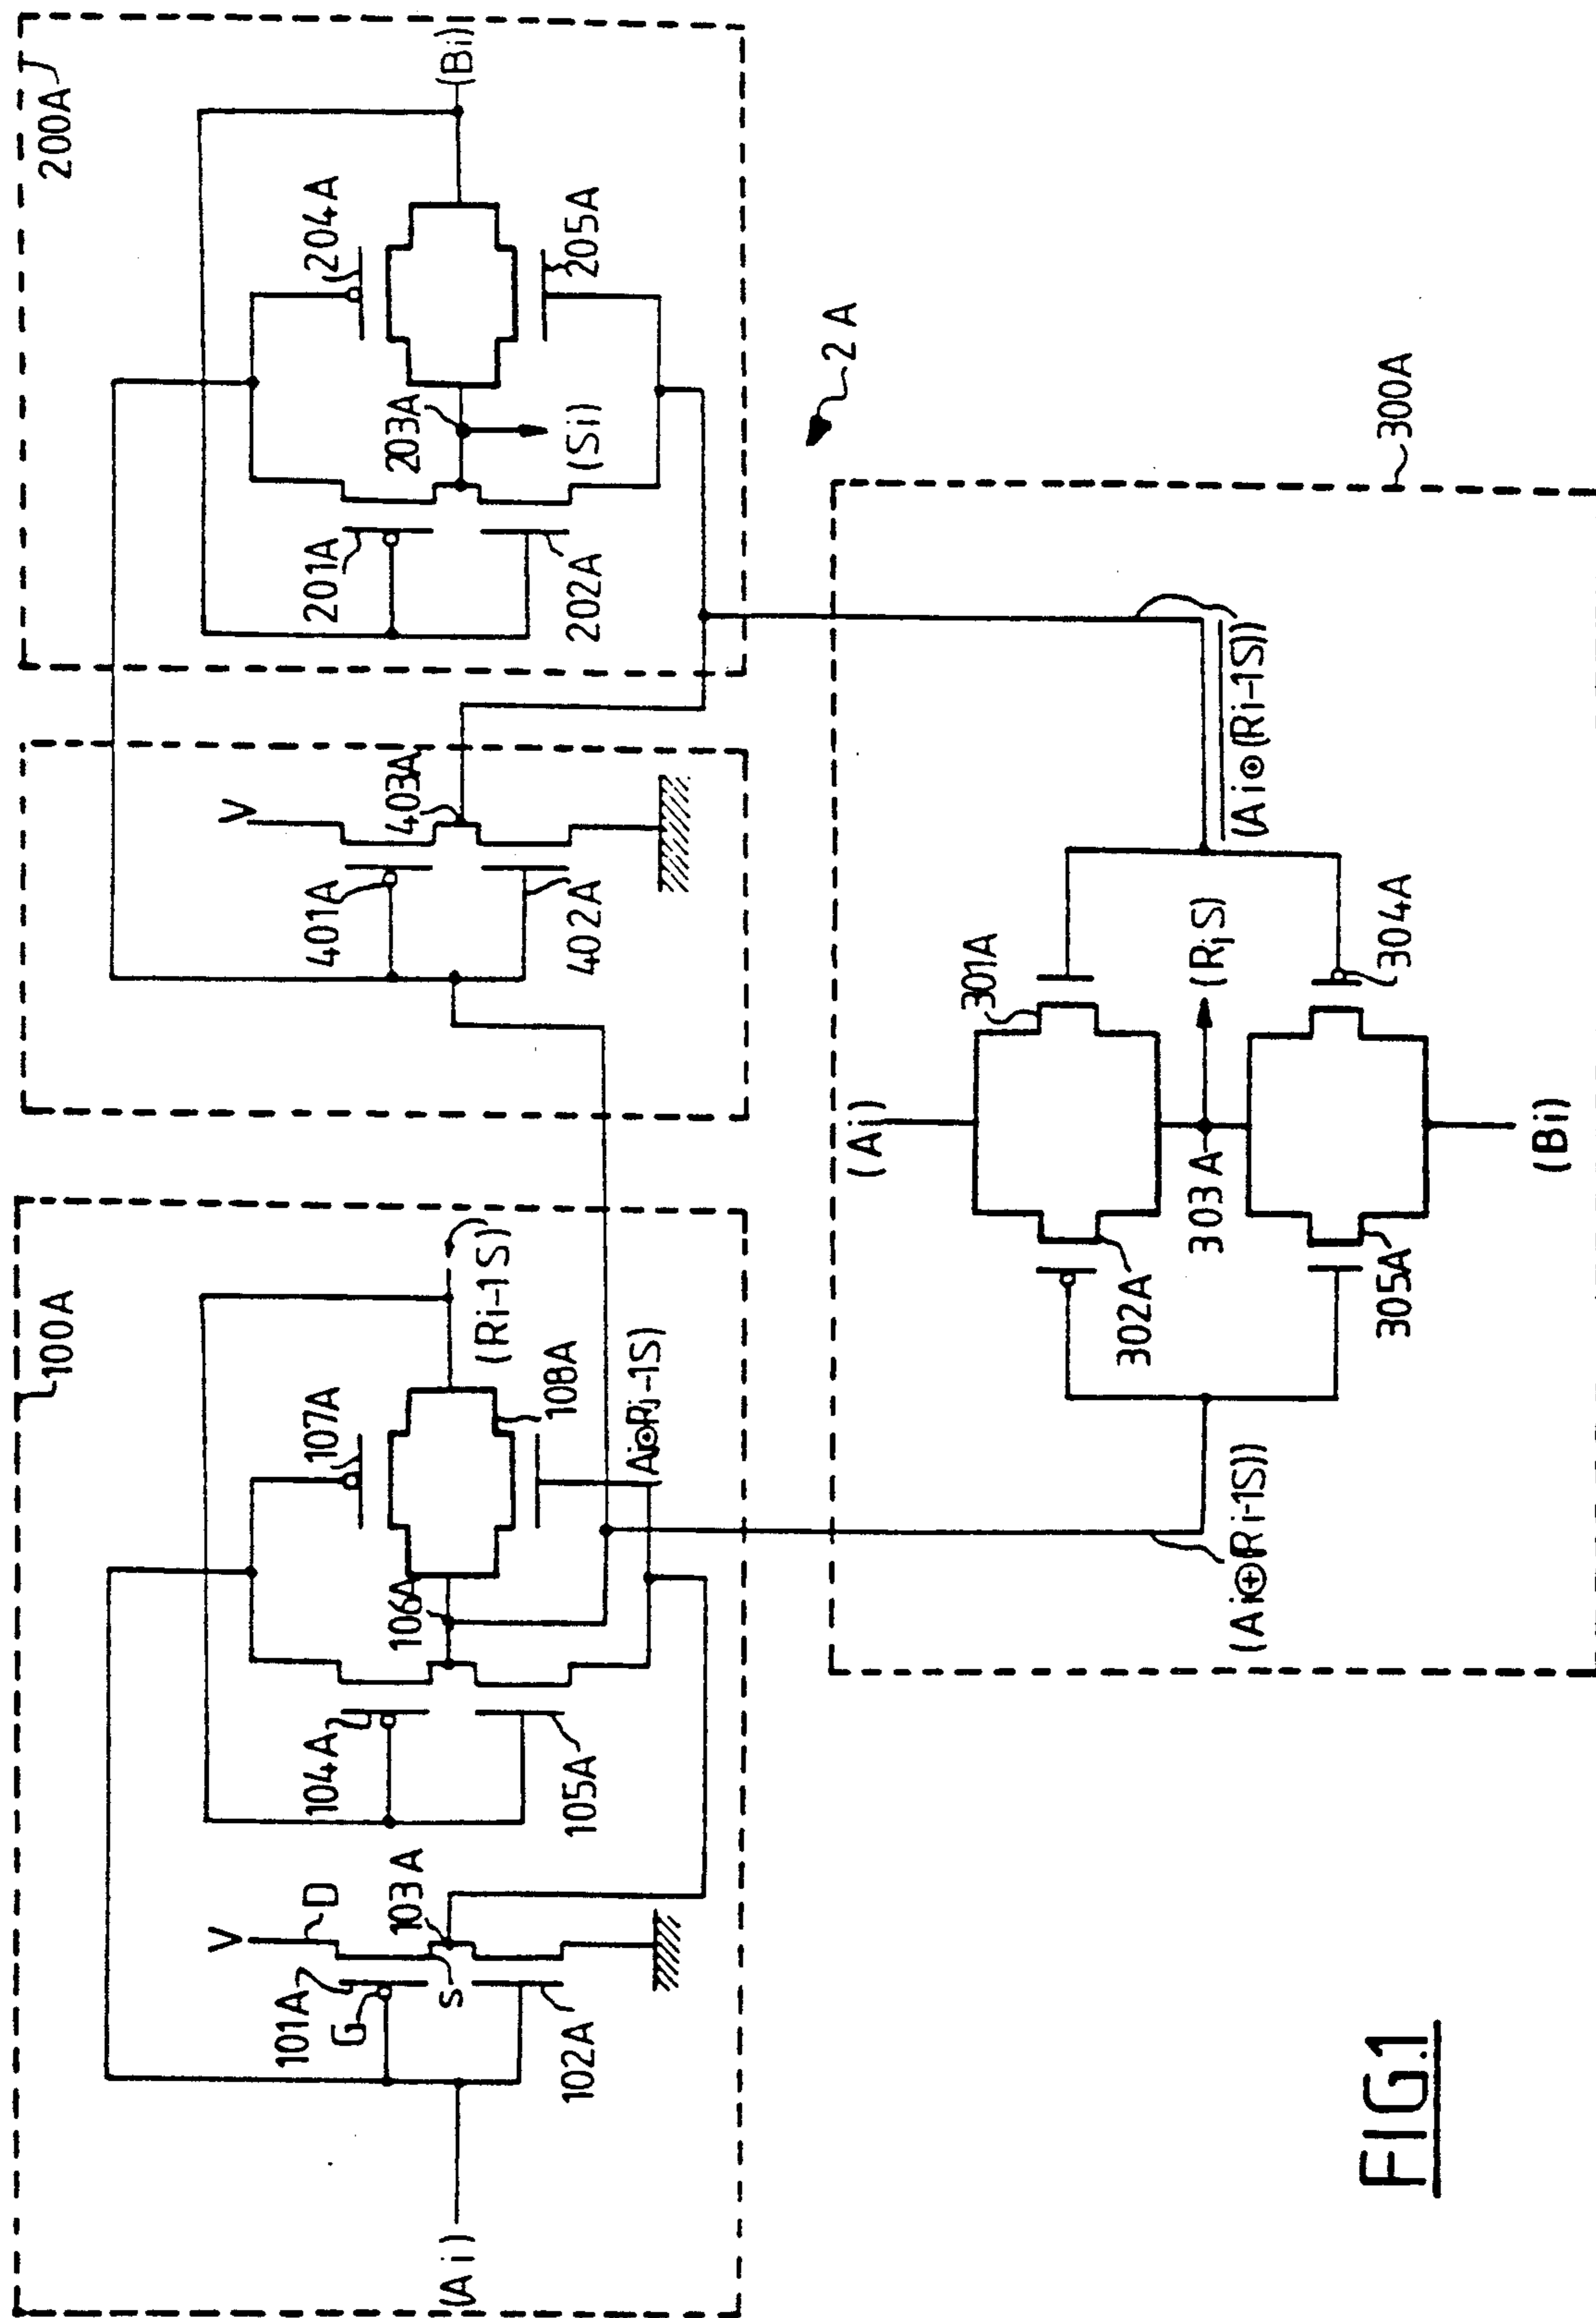 100A
(Ai)
101A
G
V
D
S
103A
102A
104A
105A
106A
107A
108A
(Ri-1S)
Ai⊙Ri-1S)
401A
V
403A
402A
200A
201A
202A
203A
(Si)
204A
205A
(Bi)
2A
300A
(Ai⊕(Ri-1S))
(Ai)
302A
301A
303A
(RiS)
305A
304A
(Bi)
(Ai⊙(Ri-1S))
FIG.1